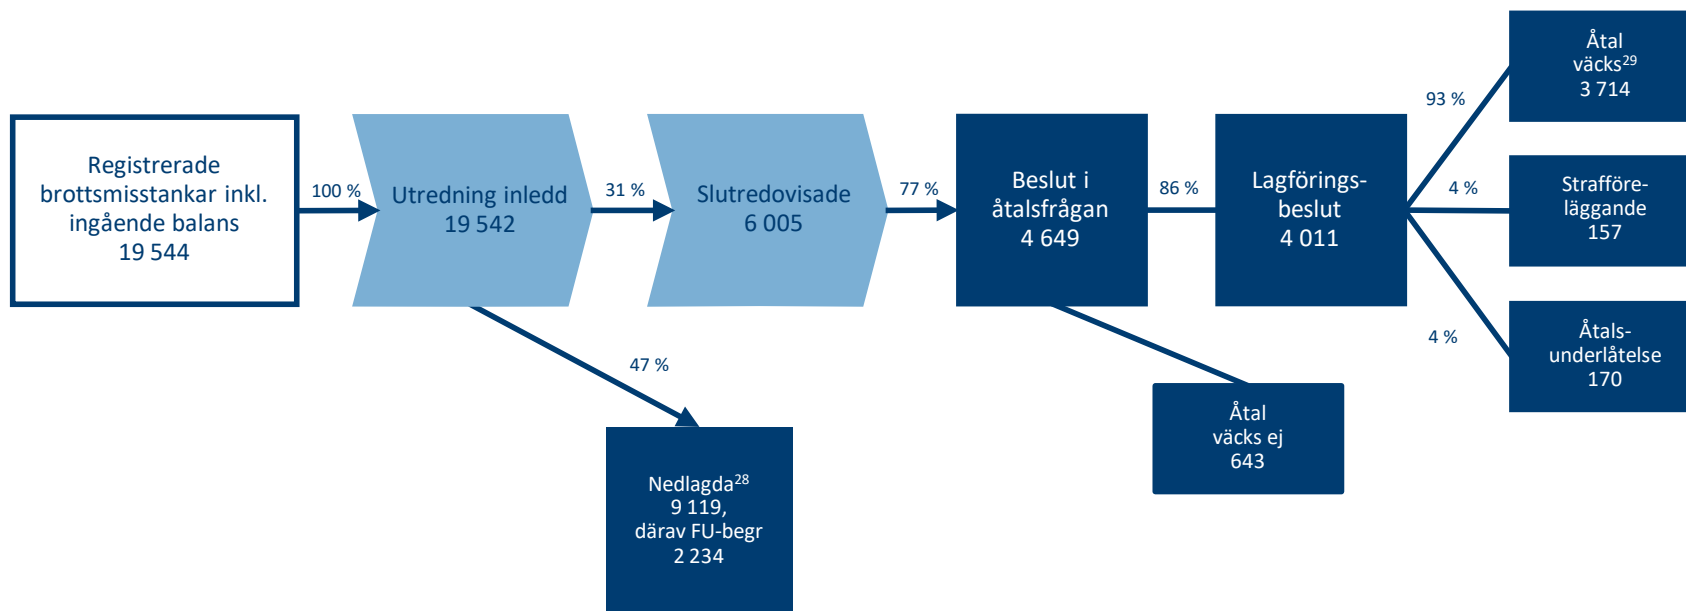 Registrerade
brottsmisstankar inkl.
ingående balans
19 544
100 %
Utredning inledd
19 542
31 %
Slutredovisade
6 005
77 %
Beslut i
åtalsfrågan
4 649
86 %
Lagförings-
beslut
4 011
93 %
Åtal
väcks²⁹
3 714
4 %
Strafföre-
läggande
157
4 %
Åtals-
underlåtelse
170
47 %
Nedlagda²⁸
9 119,
därav FU-begr
2 234
Åtal
väcks ej
643